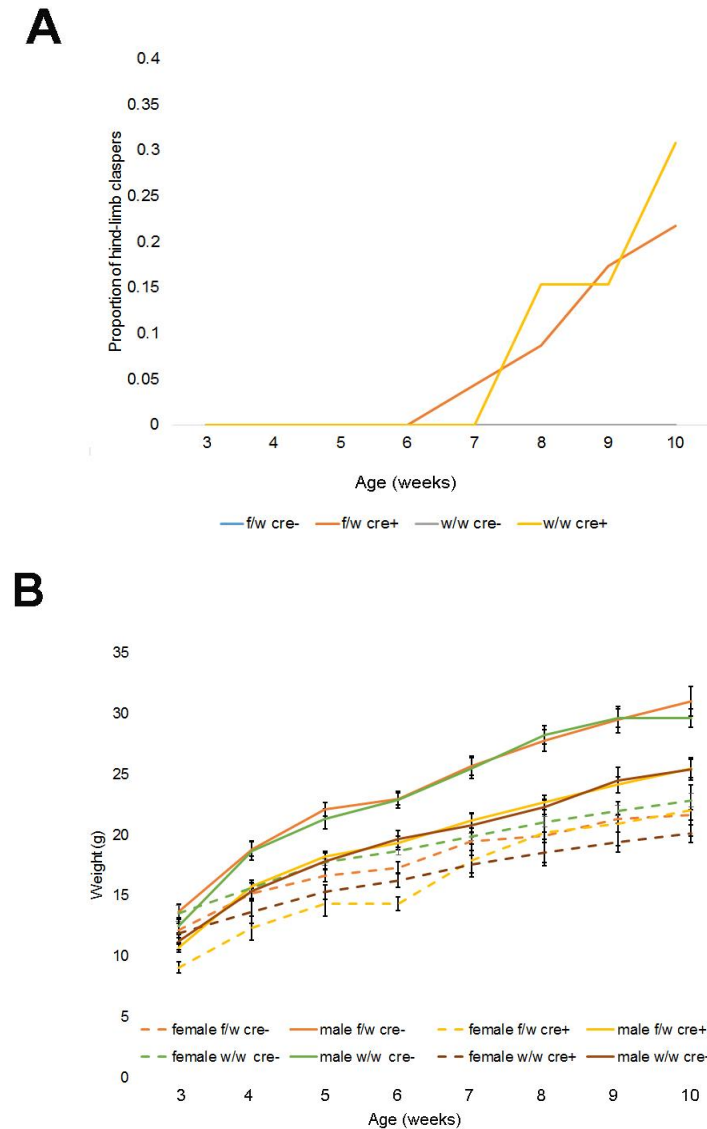 A
0.4
0.35
0.3
0.25
0.2
0.15
0.1
0.05
0
Proportion of hind-limb claspers
3 4 5 6 7 8 9 10
Age (weeks)
f/w cre- f/w cre+ w/w cre- w/w cre+
B
35
30
25
20
15
10
5
0
Weight (g)
female f/w cre- male f/w cre- female f/w cre+ male f/w cre+
female w/w cre- male w/w cre- female w/w cre+ male w/w cre-
3 4 5 6 7 8 9 10
Age (weeks)